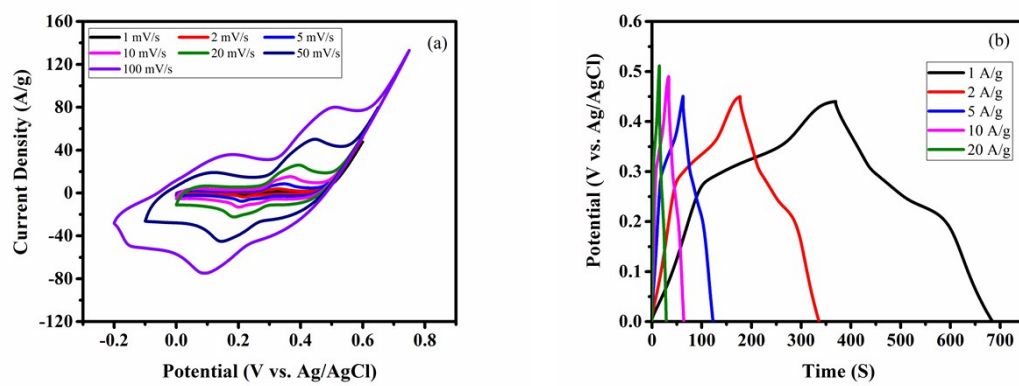 160
120
80
40
0
-40
-80
-120
Current Density (A/g)
-0.2 0.0 0.2 0.4 0.6 0.8
Potential (V vs. Ag/AgCl)
1 mV/s 2 mV/s 5 mV/s
10 mV/s 20 mV/s 50 mV/s
100 mV/s
(a)
0.6
0.5
0.4
0.3
0.2
0.1
0.0
Potential (V vs. Ag/AgCl)
0 100 200 300 400 500 600 700
Time (S)
(b)
1 A/g
2 A/g
5 A/g
10 A/g
20 A/g